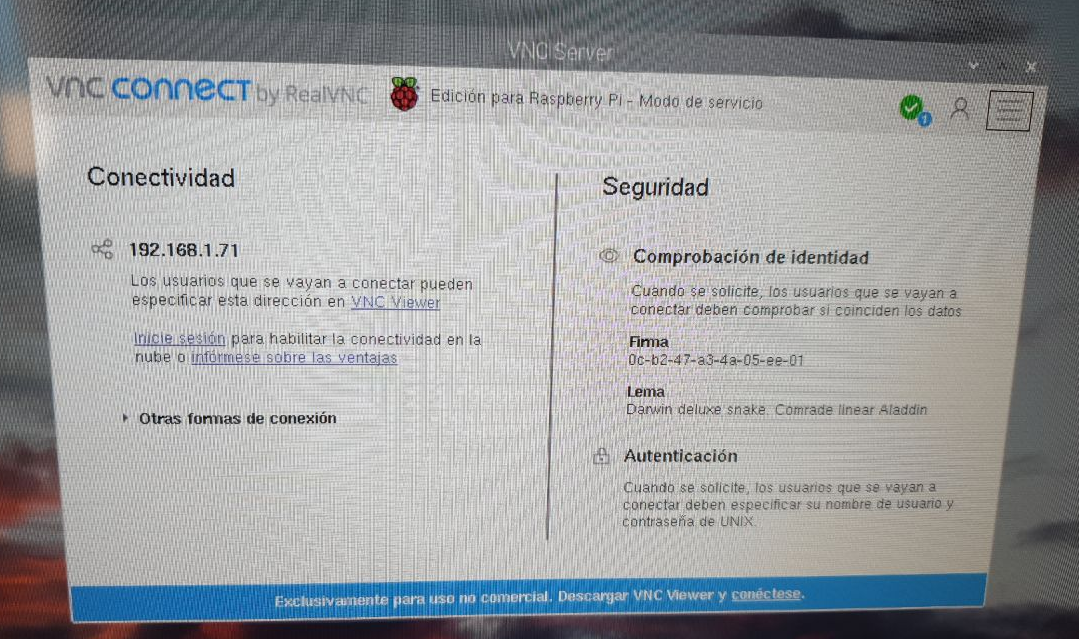 VNC Server
VNC CONNECT by RealVNC Edición para Raspberry Pi - Modo de servicio
Conectividad
192.168.1.71
Los usuarios que se vayan a conectar pueden
especificar esta dirección en VNC Viewer
Inicie sesión para habilitar la conectividad en la
nube o infórmese sobre las ventajas
Otras formas de conexión
Seguridad
Comprobación de identidad
Cuando se solicite, los usuarios que se vayan a
conectar deben comprobar si coinciden los datos
Firma
0c-b2-47-a3-4a-05-ee-01
Lema
Darwin deluxe snake. Comrade linear Aladdin
Autenticación
Cuando se solicite, los usuarios que se vayan a
conectar deben especificar su nombre de usuario y
contraseña de UNIX.
Exclusivamente para uso no comercial. Descargar VNC Viewer y conéctese.